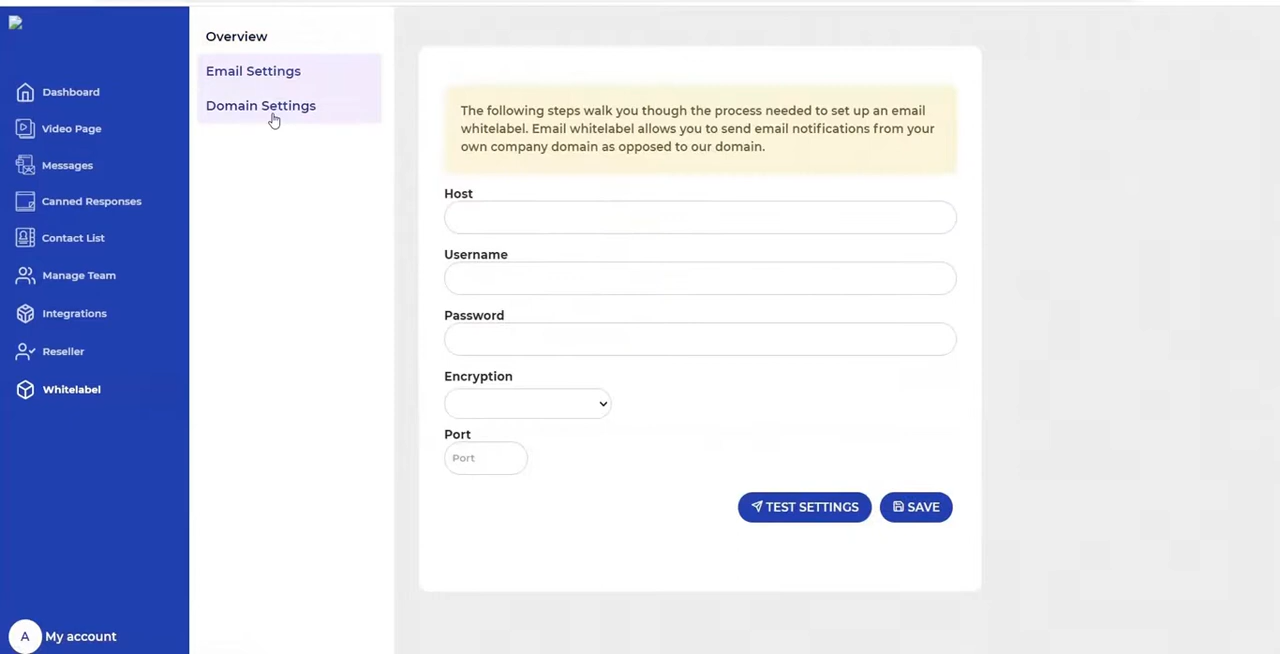 Overview
Email Settings
Domain Settings
Dashboard
Video Page
Messages
Canned Responses
Contact List
Manage Team
Integrations
Reseller
Whitelabel
A My account
The following steps walk you though the process needed to set up an email
whitelabel. Email whitelabel allows you to send email notifications from your
own company domain as opposed to our domain.
Host
Username
Password
Encryption
Port
Port
TEST SETTINGS
SAVE